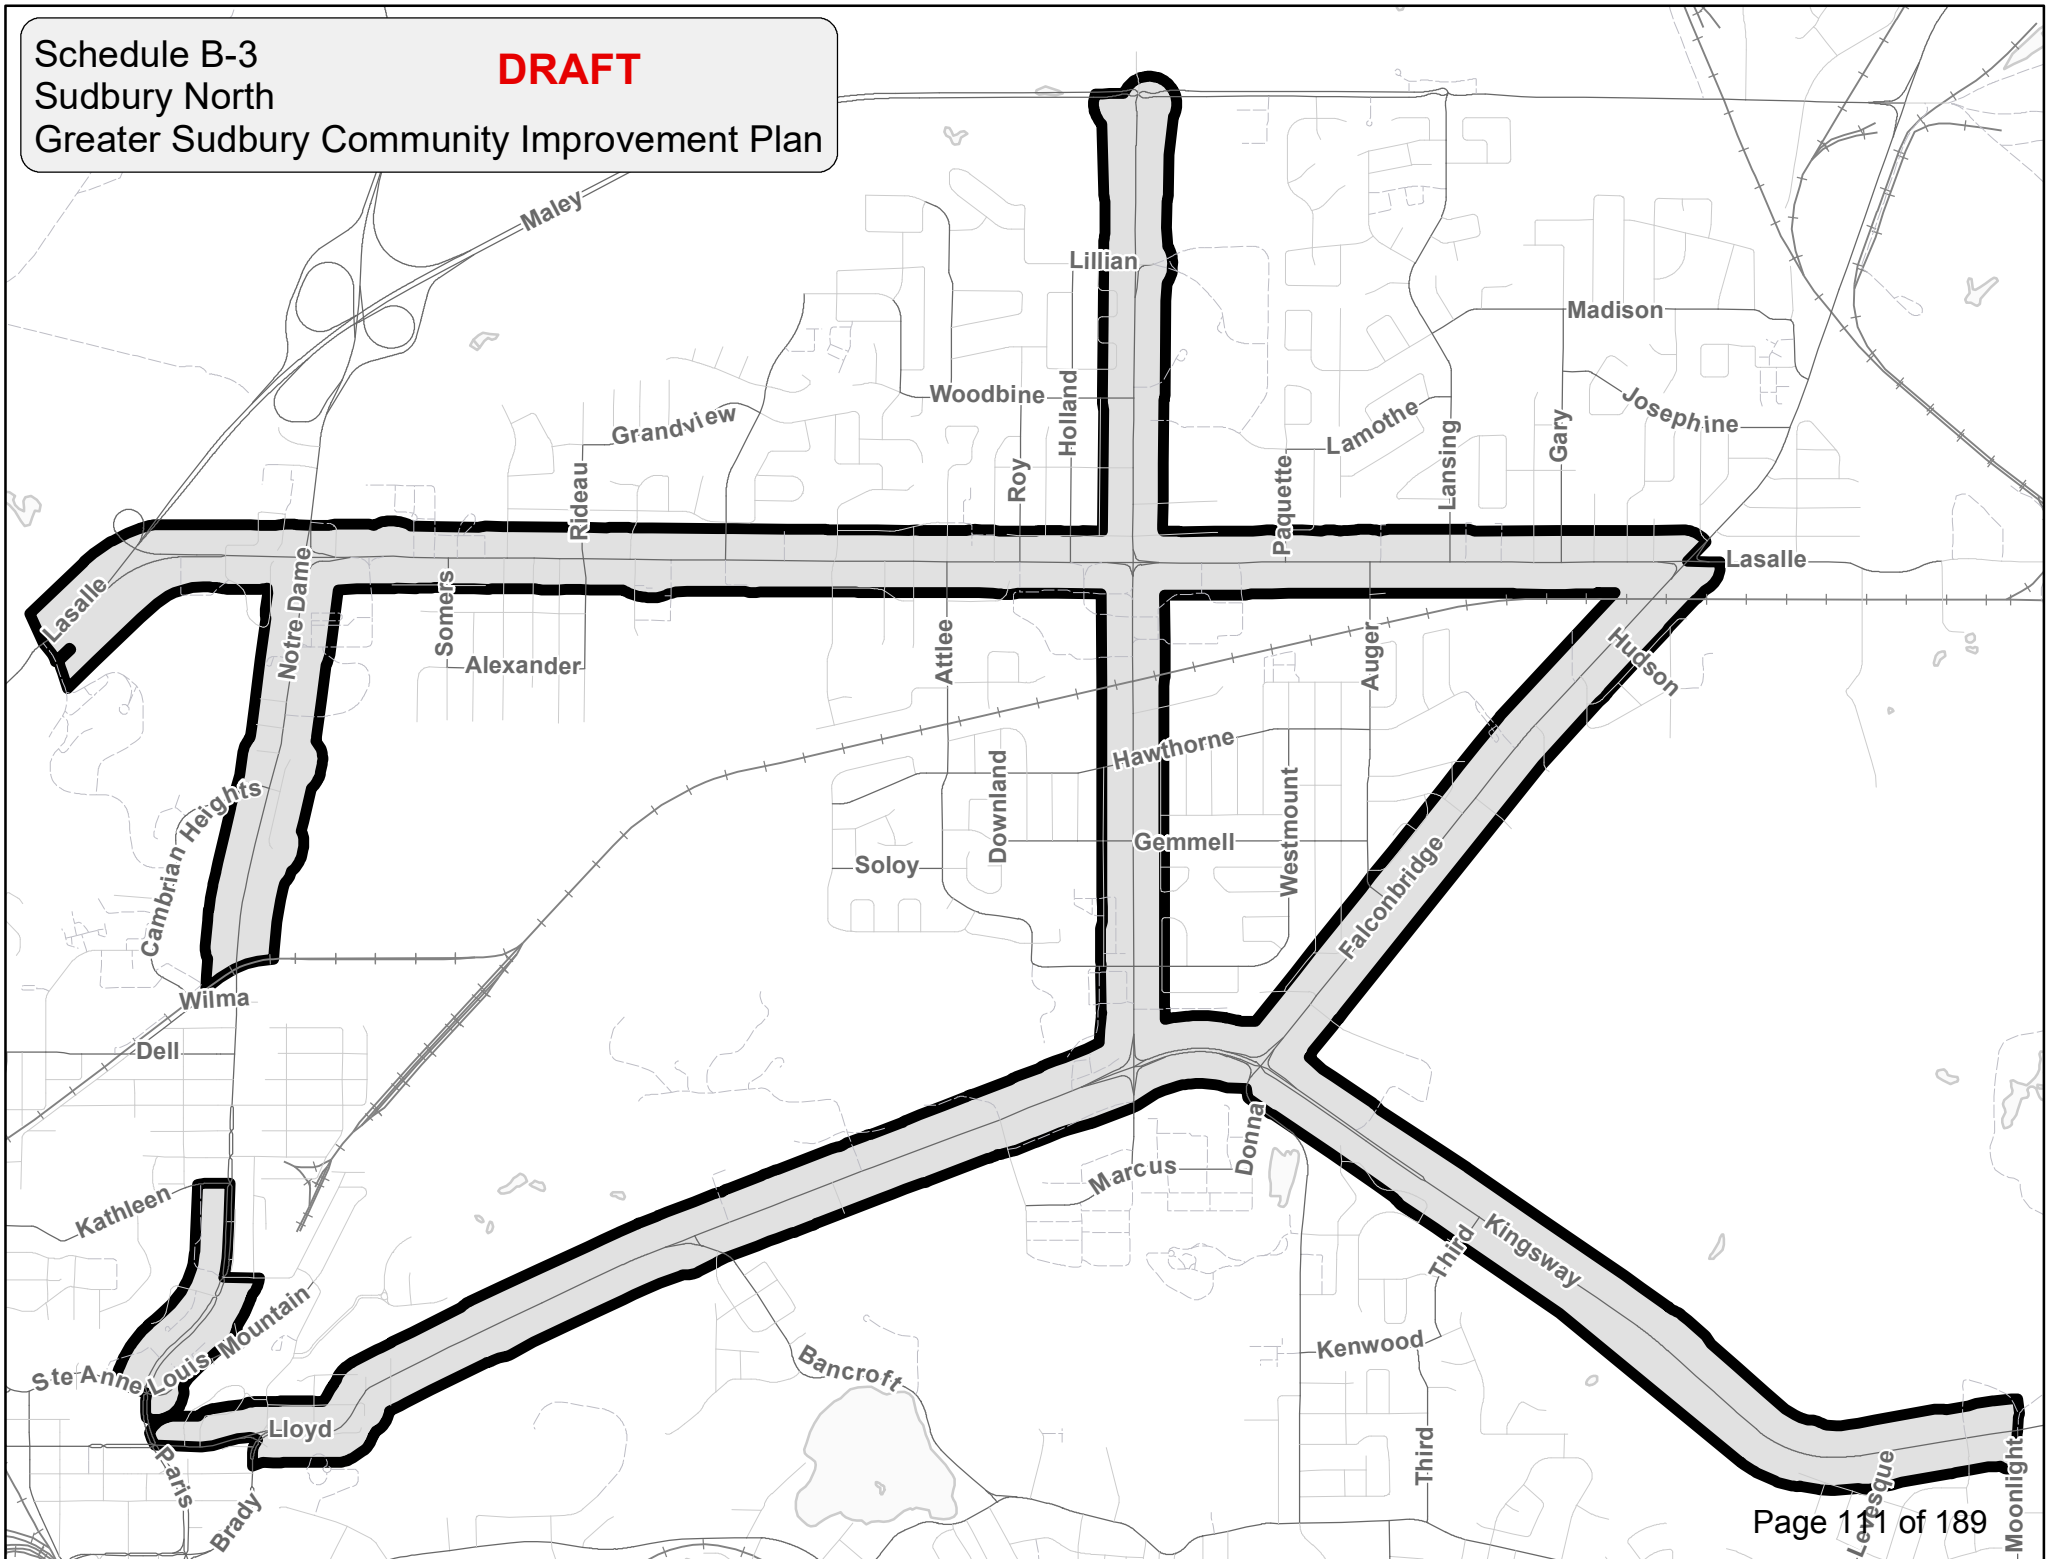 Schedule B-3
DRAFT
Sudbury North
Greater Sudbury Community Improvement Plan
Maley
Lillian
Madison
Woodbine
Holland
Grandview
Josephine
Lamothe
Gary
Lansing
Rideau
Roy
Paquette
Lasalle
Lasalle
Notre Dame
Somers
Alexander
Attlee
Auger
Hudson
Hawthorne
Downland
Westmount
Cambrian Heights
Gemmell
Soloy
Falconbridge
Wilma
Dell
Donna
Marcus
Kathleen
Third
Kingsway
Louis Mountain
Kenwood
Ste Anne
Bancroft
Lloyd
Paris
Third
Brady
Levesque
Moonlight
Page 111 of 189